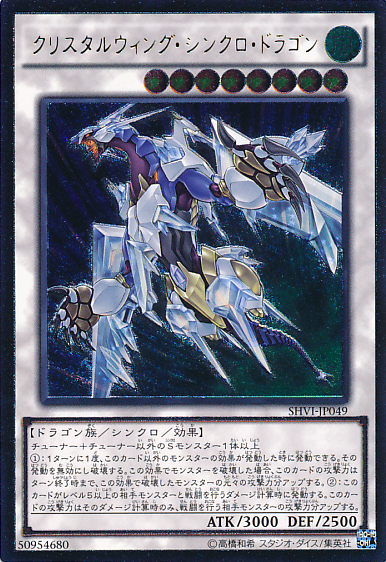 クリスタルウィング・シンクロ・ドラゴン
SHVI-JP049
【ドラゴン族／シンクロ／効果】
チューナー＋チューナー以外のＳモンスター１体以上
①：１ターンに１度、このカード以外のモンスターの効果が発動した時に発動できる。その
発動を無効にし破壊する。この効果でモンスターを破壊した場合、このカードの攻撃力は
ターン終了時まで、この効果で破壊したモンスターの元々の攻撃力分アップする。②：こ
のカードがレベル５以上の相手モンスターと戦闘を行うダメージ計算時に発動する。このカー
ドの攻撃力はそのダメージ計算時のみ、戦闘を行う相手モンスターの攻撃力分アップする。
ATK/3000 DEF/2500
50954680
©高橋和希 スタジオ・ダイス/集英社